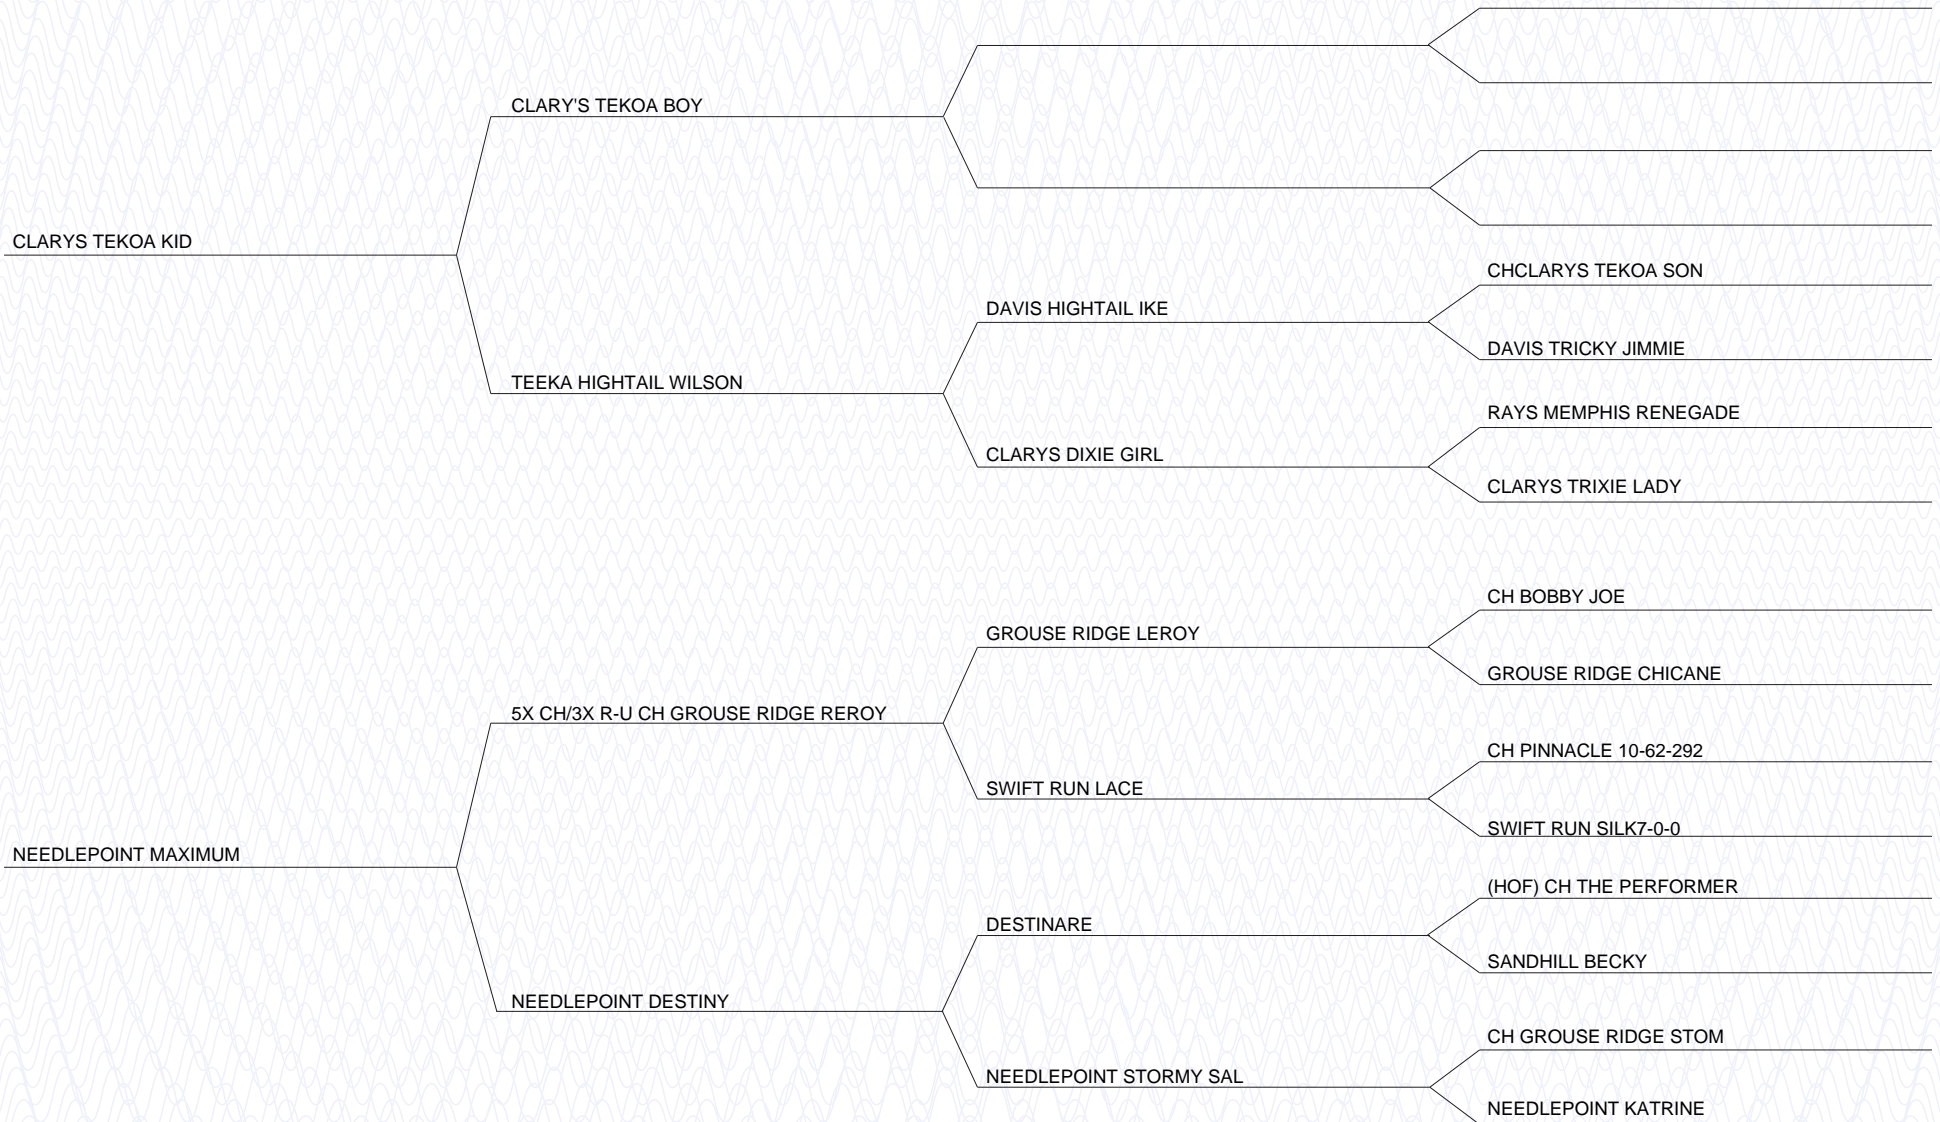 CLARY'S TEKOA BOY
CLARYS TEKOA KID
CHCLARYS TEKOA SON
DAVIS HIGHTAIL IKE
DAVIS TRICKY JIMMIE
TEEKA HIGHTAIL WILSON
RAYS MEMPHIS RENEGADE
CLARYS DIXIE GIRL
CLARYS TRIXIE LADY
CH BOBBY JOE
GROUSE RIDGE LEROY
GROUSE RIDGE CHICANE
5X CH/3X R-U CH GROUSE RIDGE REROY
CH PINNACLE 10-62-292
SWIFT RUN LACE
SWIFT RUN SILK7-0-0
NEEDLEPOINT MAXIMUM
(HOF) CH THE PERFORMER
DESTINARE
SANDHILL BECKY
NEEDLEPOINT DESTINY
CH GROUSE RIDGE STOM
NEEDLEPOINT STORMY SAL
NEEDLEPOINT KATRINE